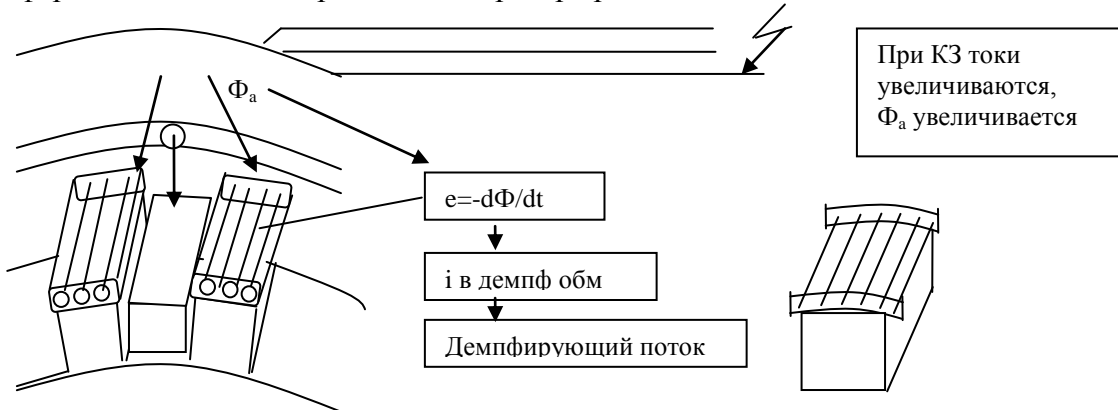 Фа
При КЗ токи
увеличиваются,
Фа увеличивается
e=-dФ/dt
i в демпф обм
Демпфирующий поток